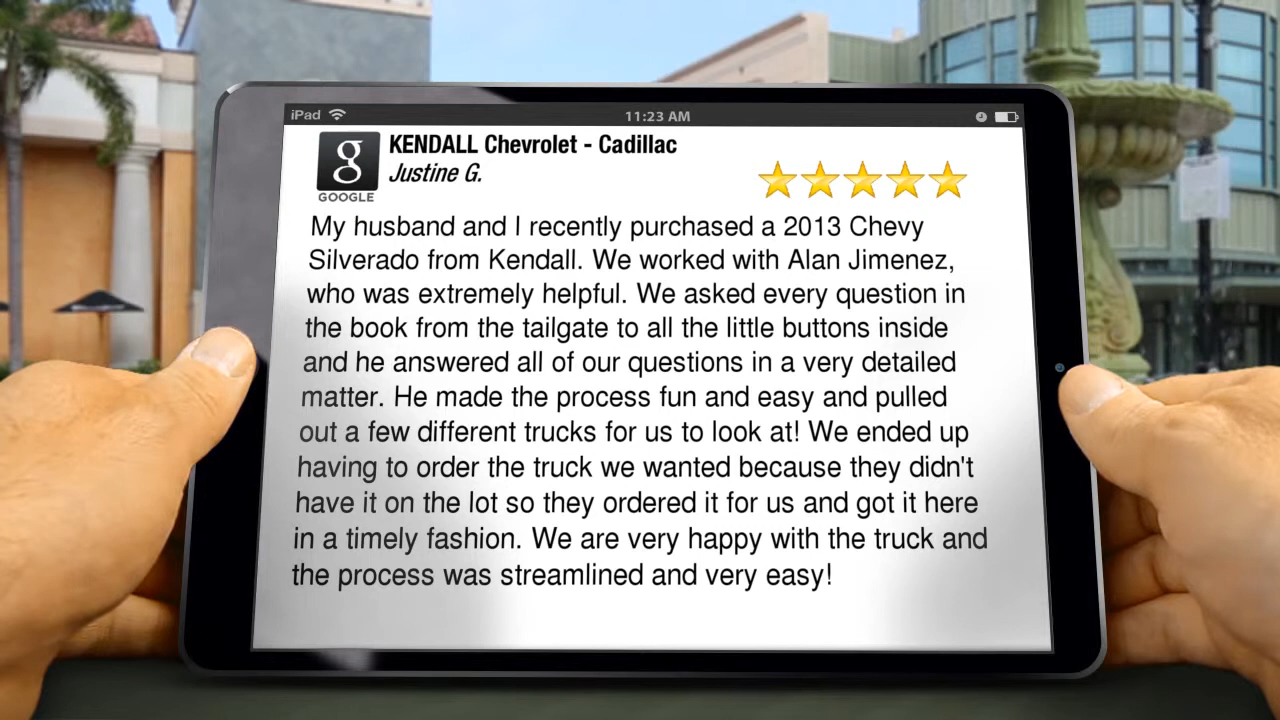 iPad 11:23 AM
KENDALL Chevrolet - Cadillac
g
Justine G.
GOOGLE
My husband and I recently purchased a 2013 Chevy
Silverado from Kendall. We worked with Alan Jimenez,
who was extremely helpful. We asked every question in
the book from the tailgate to all the little buttons inside
and he answered all of our questions in a very detailed
matter. He made the process fun and easy and pulled
out a few different trucks for us to look at! We ended up
having to order the truck we wanted because they didn't
have it on the lot so they ordered it for us and got it here
in a timely fashion. We are very happy with the truck and
the process was streamlined and very easy!